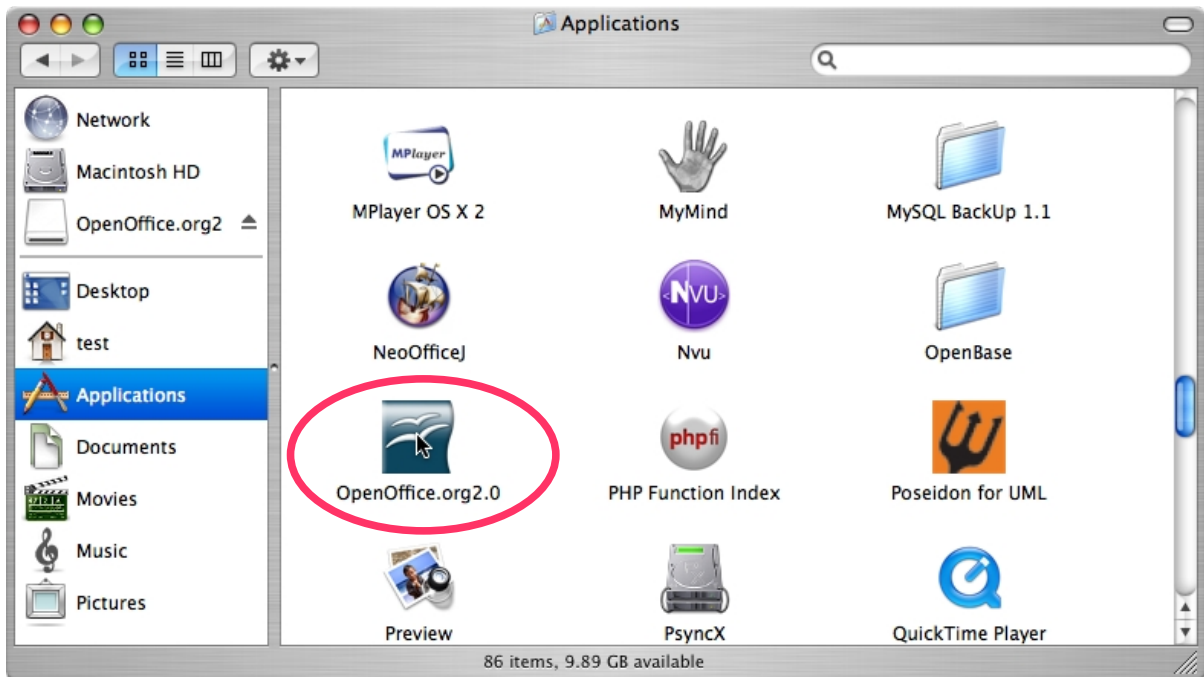 Applications
Network
Macintosh HD
OpenOffice.org2
Desktop
test
Applications
Documents
Movies
Music
Pictures
MPlayer
MPlayer OS X 2
MyMind
MySQL BackUp 1.1
<NVU>
NeoOfficeJ
Nvu
OpenBase
phpfi
OpenOffice.org2.0
PHP Function Index
Poseidon for UML
Preview
PsyncX
QuickTime Player
86 items, 9.89 GB available